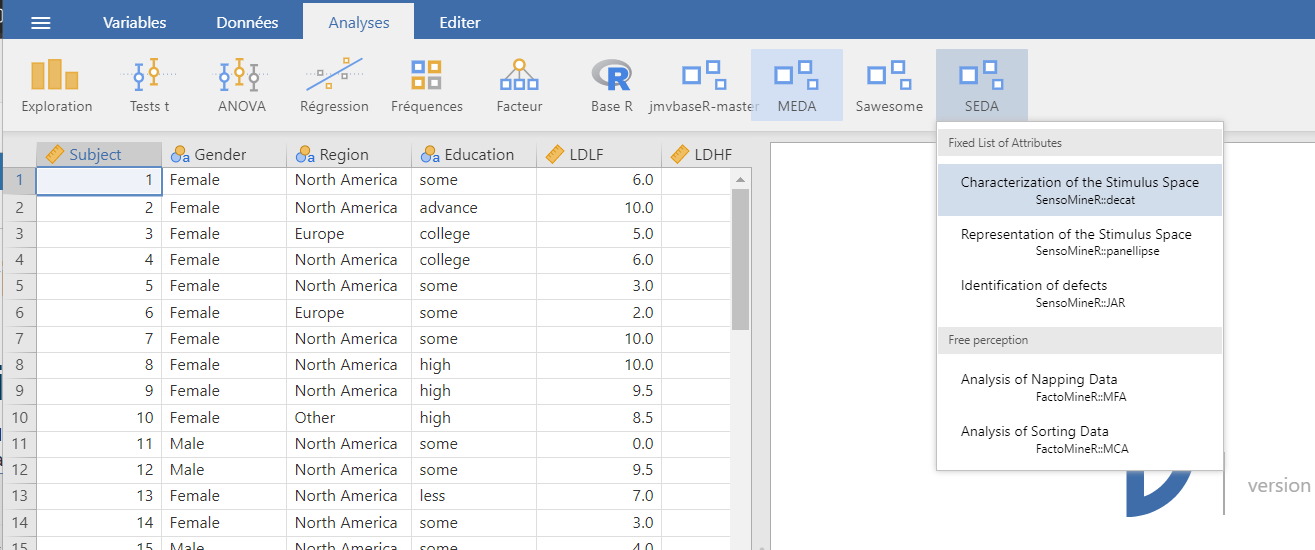 Variables Données Analyses Editer
Exploration Tests t ANOVA Régression Fréquences Facteur Base R jmvbaseR-master MEDA Sawesome SEDA
Subject Gender Region Education LDLF LDHF
1 1 Female North America some 6.0
2 2 Female North America advance 10.0
3 3 Female Europe college 5.0
4 4 Female North America college 6.0
5 5 Female North America some 3.0
6 6 Female Europe some 2.0
7 7 Female North America some 10.0
8 8 Female North America high 10.0
9 9 Female North America high 9.5
10 10 Female Other high 8.5
11 11 Male North America some 0.0
12 12 Male North America some 9.5
13 13 Female North America less 7.0
14 14 Female North America some 3.0
15 15 Male North America some 4.0
Fixed List of Attributes
Characterization of the Stimulus Space
SensoMineR::decat
Representation of the Stimulus Space
SensoMineR::panellipse
Identification of defects
SensoMineR::JAR
Free perception
Analysis of Napping Data
FactoMineR::MFA
Analysis of Sorting Data
FactoMineR::MCA
version